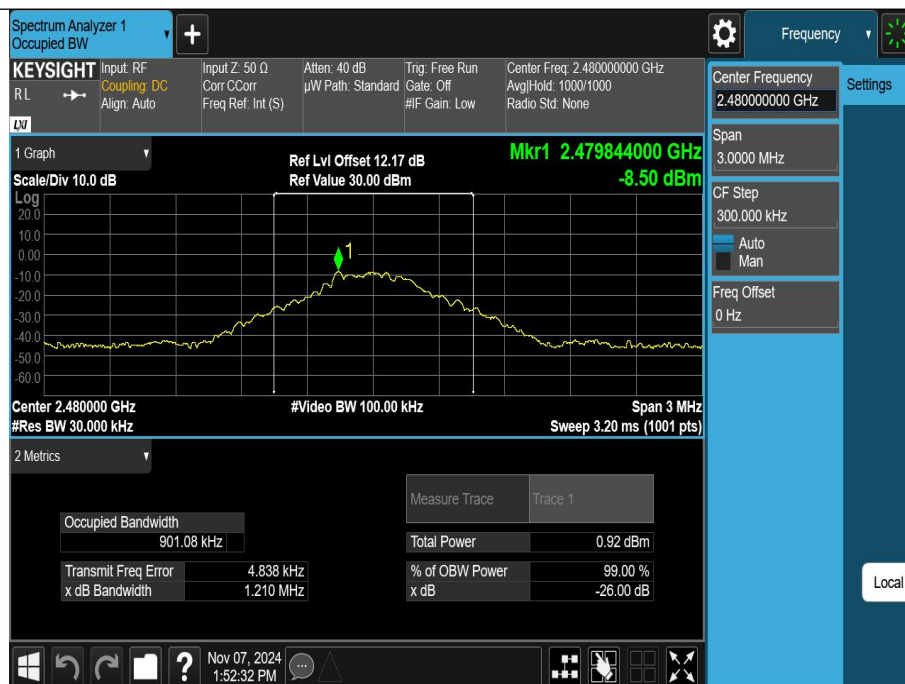 Spectrum Analyzer 1
Occupied BW
+
Frequency
KEYSIGHT
RL
LXI
Input: RF
Coupling: DC
Align: Auto
Input Z: 50 Ω
Corr CCorr
Freq Ref: Int (S)
Atten: 40 dB
µW Path: Standard
Trig: Free Run
Gate: Off
#IF Gain: Low
Center Freq: 2.480000000 GHz
Avg|Hold: 1000/1000
Radio Std: None
Center Frequency
2.480000000 GHz
Settings
Span
3.0000 MHz
CF Step
300.000 kHz
Auto
Man
Freq Offset
0 Hz
Local
1 Graph
Scale/Div 10.0 dB
Ref Lvl Offset 12.17 dB
Ref Value 30.00 dBm
Mkr1 2.479844000 GHz
-8.50 dBm
Log
20.0
10.0
0.00
-10.0
-20.0
-30.0
-40.0
-50.0
-60.0
1
Center 2.480000 GHz
#Res BW 30.000 kHz
#Video BW 100.00 kHz
Span 3 MHz
Sweep 3.20 ms (1001 pts)
2 Metrics
Measure Trace Trace 1
Occupied Bandwidth
901.08 kHz
Total Power 0.92 dBm
Transmit Freq Error 4.838 kHz
% of OBW Power 99.00 %
x dB Bandwidth 1.210 MHz
x dB -26.00 dB
?
Nov 07, 2024
1:52:32 PM